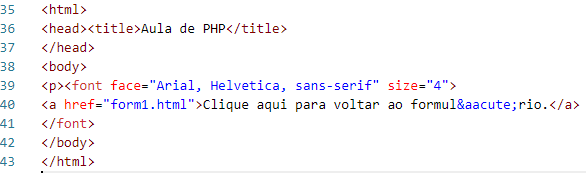 35 <html>
36 <head><title>Aula de PHP</title>
37 </head>
38 <body>
39 <p><font face="Arial, Helvetica, sans-serif" size="4">
40 <a href="form1.html">Clique aqui para voltar ao formul&aacute;rio.</a>
41 </font>
42 </body>
43 </html>